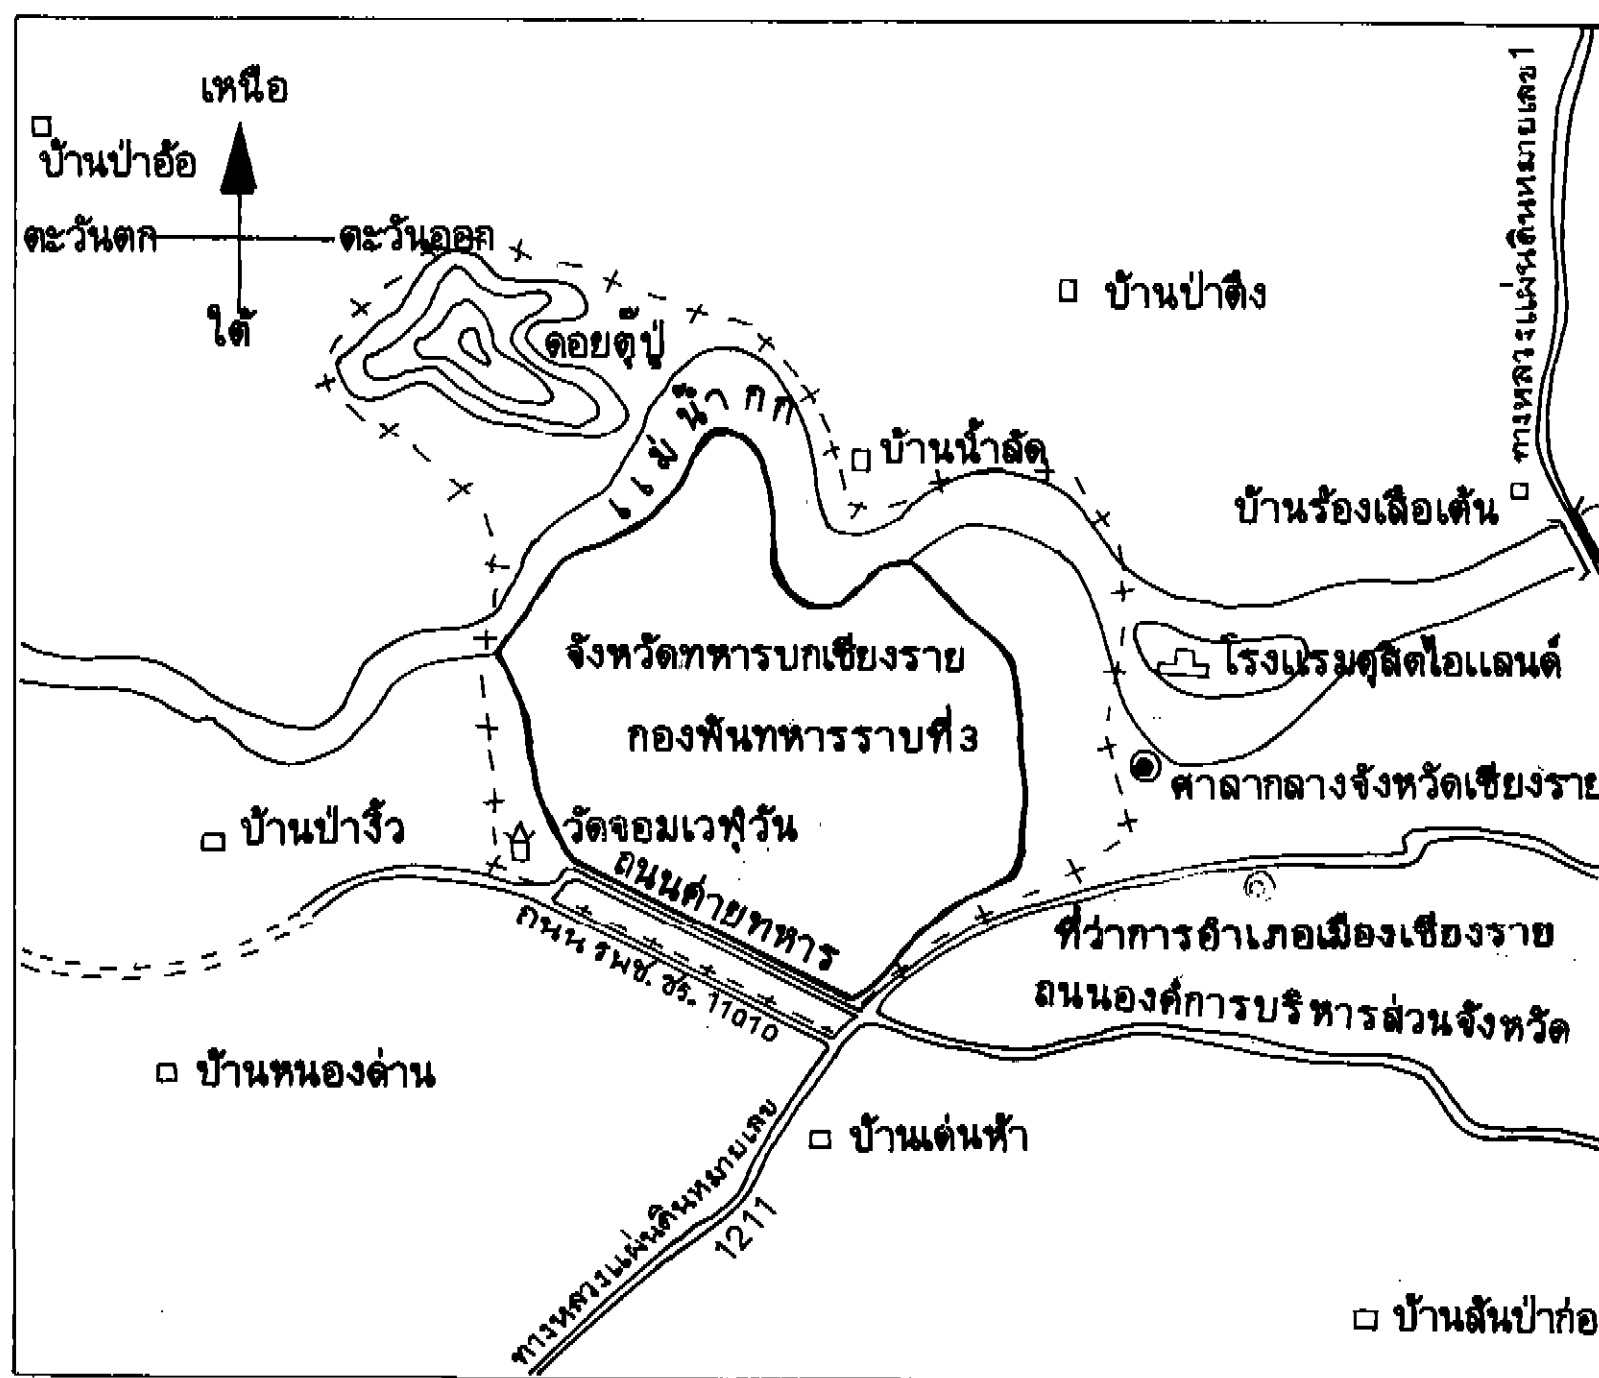 เหนือ
บ้านป่าอ้อ
ตะวันตก
ตะวันออก
ใต้
ทางหลวงแผ่นดินหมายเลข 1
บ้านป่าตึง
ดอยตุ๊ปู่
แม่น้ำกก
บ้านน้ำลัด
บ้านร้องเสือเต้น
จังหวัดทหารบกเชียงราย
โรงแรมดุสิตไอแลนด์
กองพันทหารราบที่ 3
ศาลากลางจังหวัดเชียงราย
บ้านป่างิ้ว
วัดจอมเวฬุวัน
ถนนค่ายทหาร
ถนน รพช. ชร. 11010
ที่ว่าการอำเภอเมืองเชียงราย
ถนนองค์การบริหารส่วนจังหวัด
บ้านหนองด่าน
บ้านเด่นห้า
ทางหลวงแผ่นดินหมายเลข
1211
บ้านสันป่าก่อ